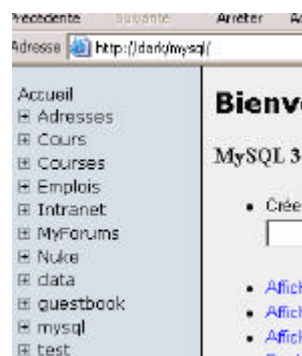 Précédente Suivante Arrêter
Adresse http://dark/mysql/
Accueil
Adresses
Cours
Courses
Emplois
Intranet
MyForums
Nuke
data
guestbook
mysql
test
Bienv
MySQL 3
Crée
Affich
Affich
Affich